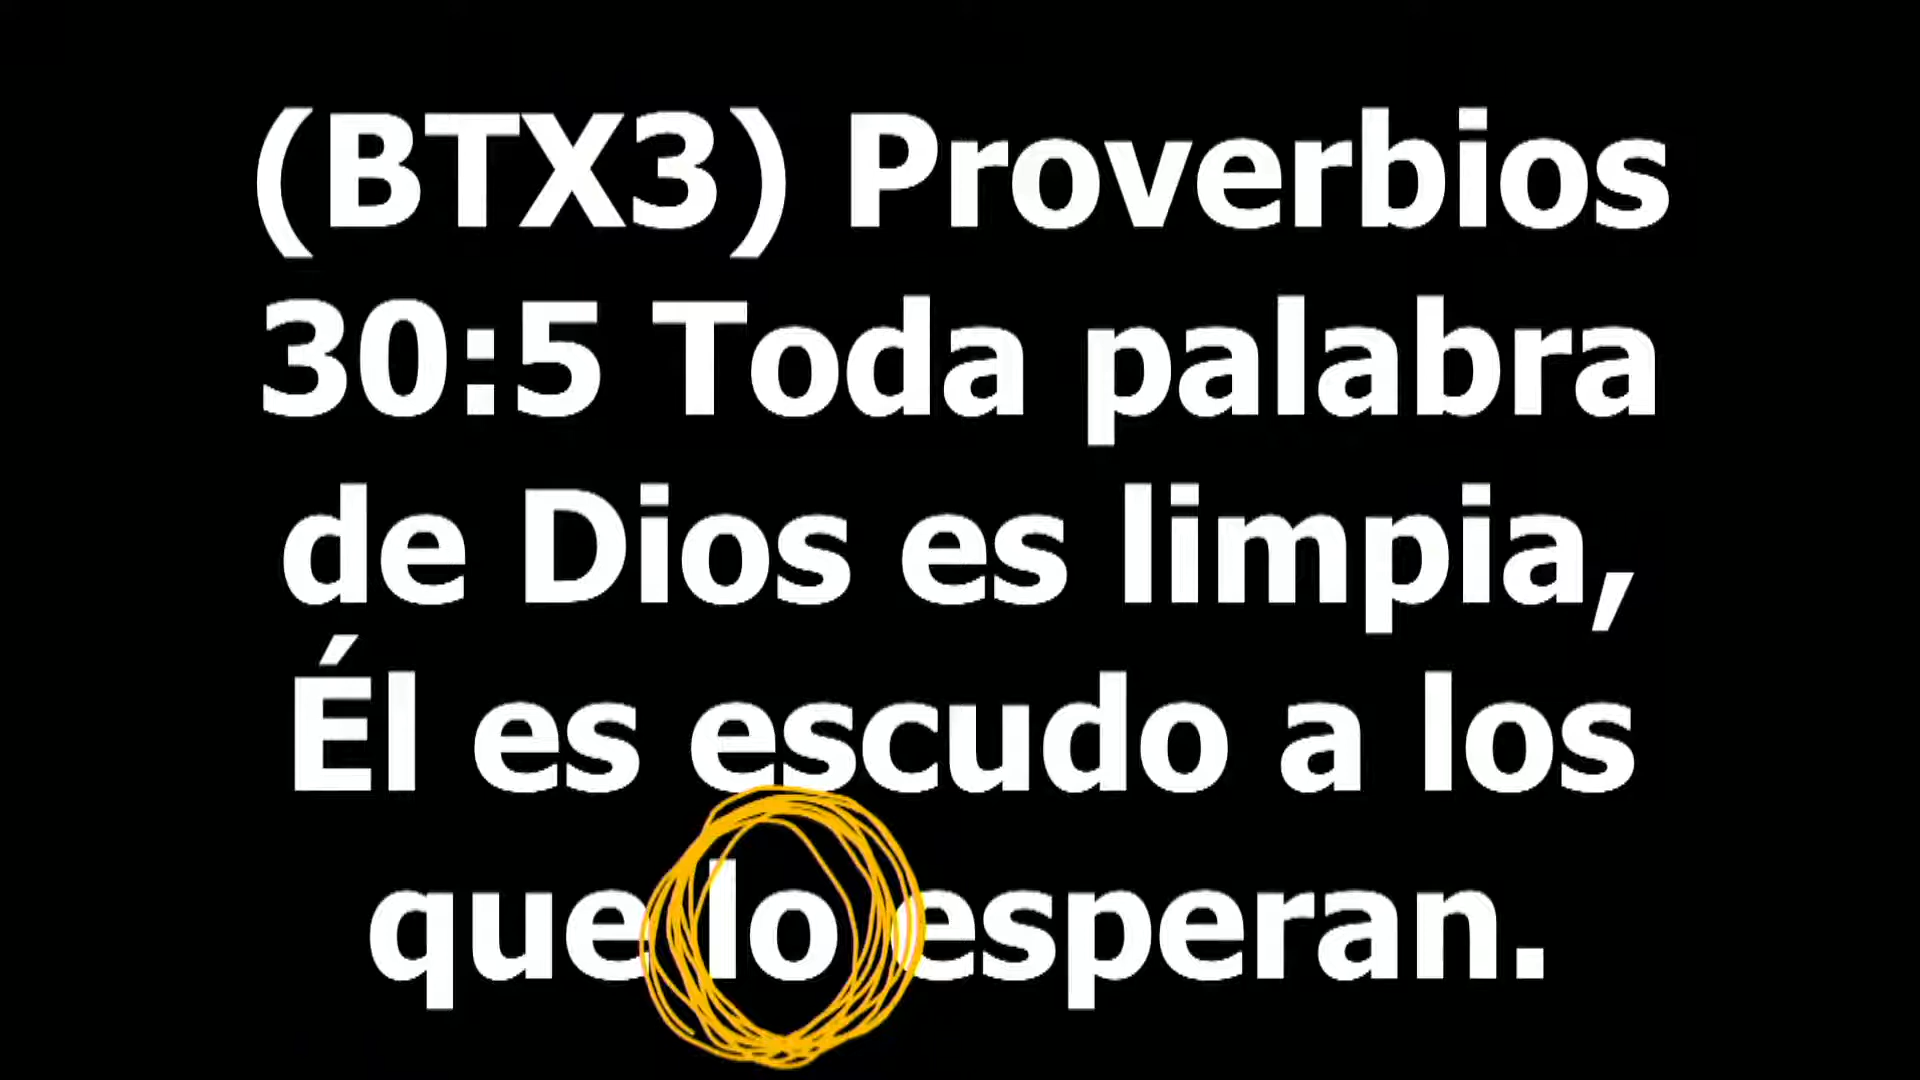 (BTX3) Proverbios
30:5 Toda palabra
de Dios es limpia,
Él es escudo a los
que lo esperan.